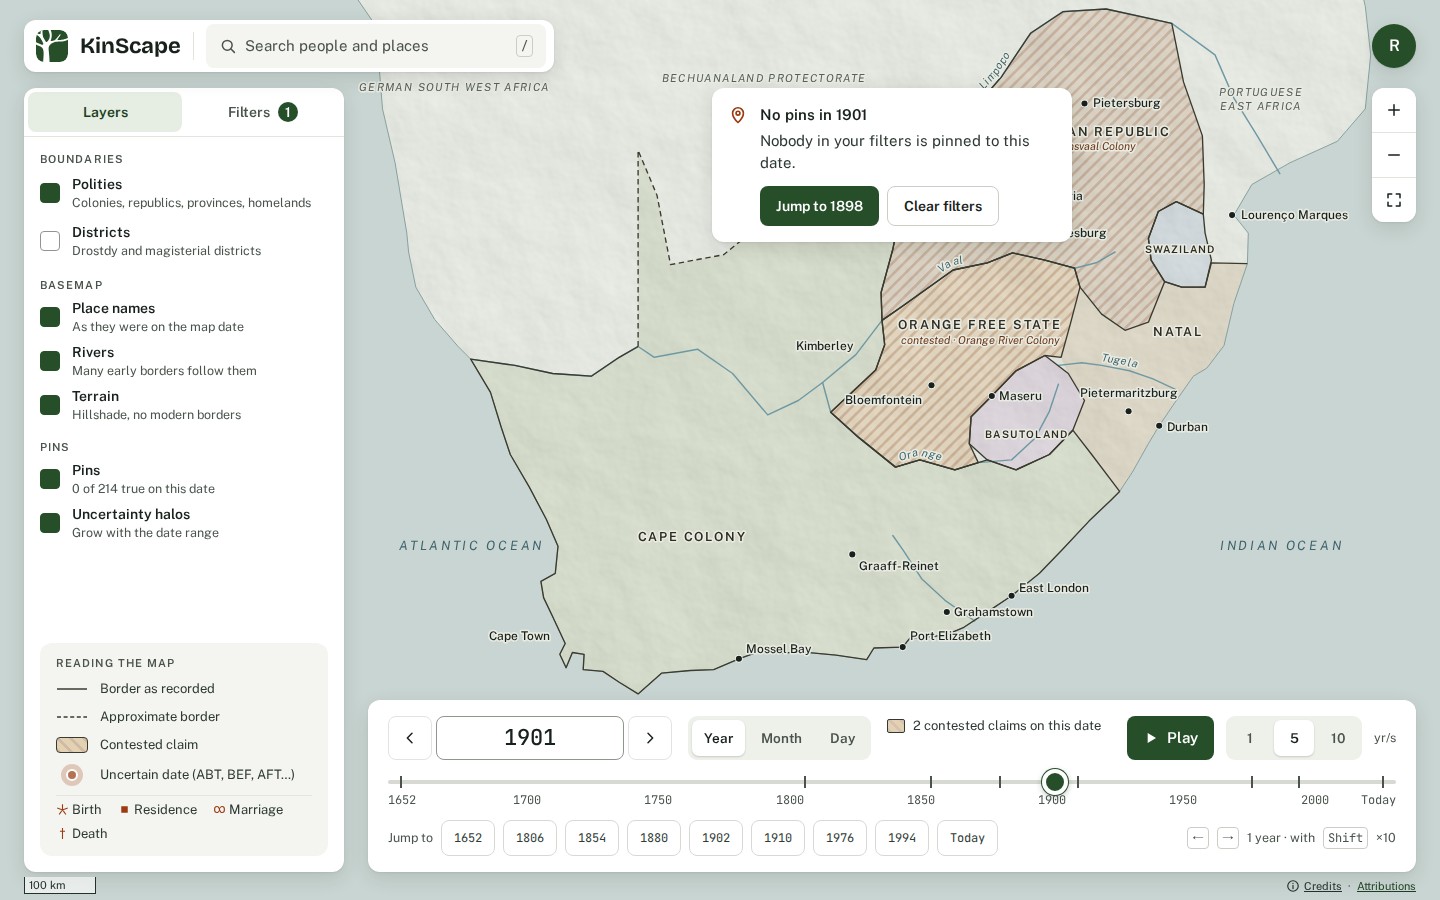 KinScape
Search people and places
/
R
Layers
Filters 1
BOUNDARIES
Polities
Colonies, republics, provinces, homelands
Districts
Drostdy and magisterial districts
BASEMAP
Place names
As they were on the map date
Rivers
Many early borders follow them
Terrain
Hillshade, no modern borders
PINS
Pins
0 of 214 true on this date
Uncertainty halos
Grow with the date range
READING THE MAP
Border as recorded
Approximate border
Contested claim
Uncertain date (ABT, BEF, AFT…)
Birth
Residence
Marriage
Death
100 km
GERMAN SOUTH WEST AFRICA
BECHUANALAND PROTECTORATE
Limpopo
PORTUGUESE
EAST AFRICA
Pietersburg
AN REPUBLIC
nsvaal Colony
ria
esburg
Lourenço Marques
SWAZILAND
No pins in 1901
Nobody in your filters is pinned to this
date.
Jump to 1898
Clear filters
+
−
Vaal
ORANGE FREE STATE
contested · Orange River Colony
NATAL
Kimberley
Tugela
Bloemfontein
Maseru
Pietermaritzburg
Durban
BASUTOLAND
Orange
ATLANTIC OCEAN
CAPE COLONY
INDIAN OCEAN
Graaff-Reinet
East London
Grahamstown
Cape Town
Port Elizabeth
Mossel Bay
1901
Year
Month
Day
2 contested claims on this date
Play
1
5
10
yr/s
1652
1700
1750
1800
1850
1900
1950
2000
Today
Jump to
1652
1806
1854
1880
1902
1910
1976
1994
Today
← → 1 year · with Shift ×10
Credits · Attributions